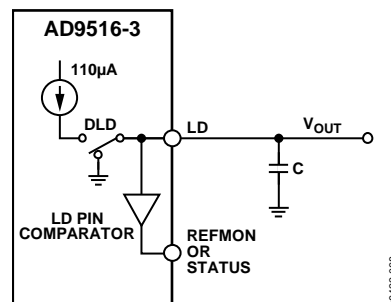 AD9516-3
110µA
DLD
LD
VOUT
C
LD PIN
COMPARATOR
REFMON
OR
STATUS